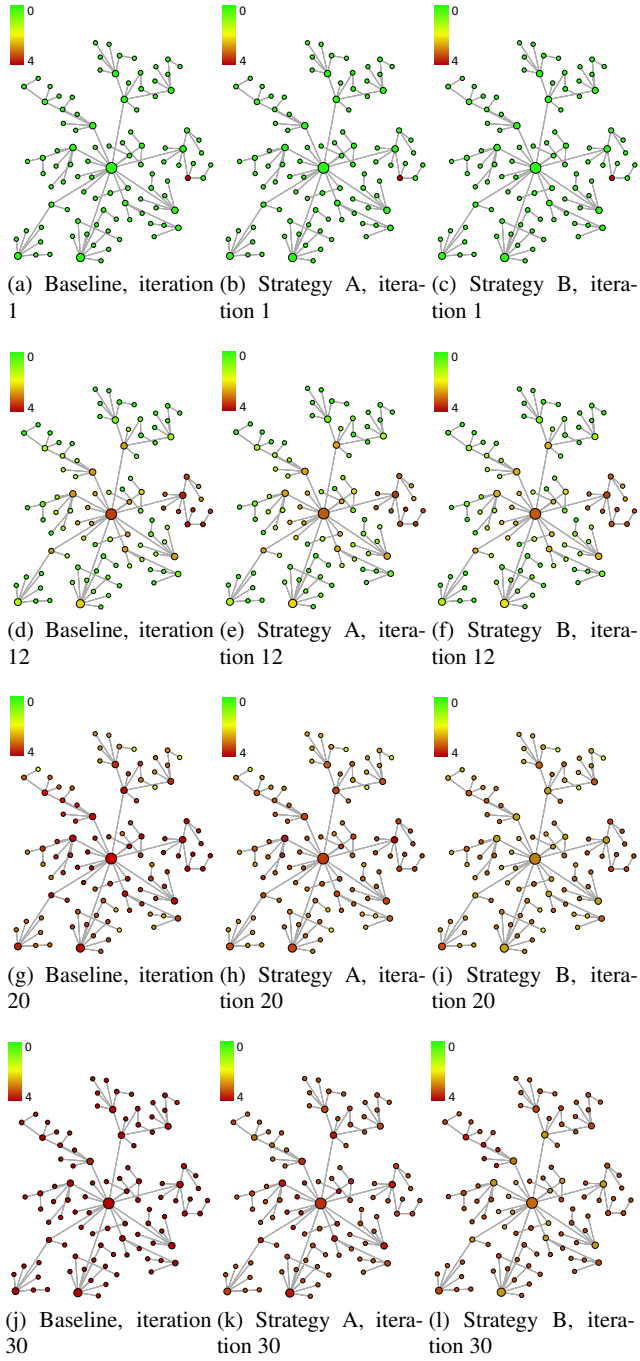 0
4
0
4
0
4
(a) Baseline, iteration
1
(b) Strategy A, itera-
tion 1
(c) Strategy B, itera-
tion 1
0
4
0
4
0
4
(d) Baseline, iteration
12
(e) Strategy A, itera-
tion 12
(f) Strategy B, itera-
tion 12
0
4
0
4
0
4
(g) Baseline, iteration
20
(h) Strategy A, itera-
tion 20
(i) Strategy B, itera-
tion 20
0
4
0
4
0
4
(j) Baseline, iteration
30
(k) Strategy A, itera-
tion 30
(l) Strategy B, itera-
tion 30